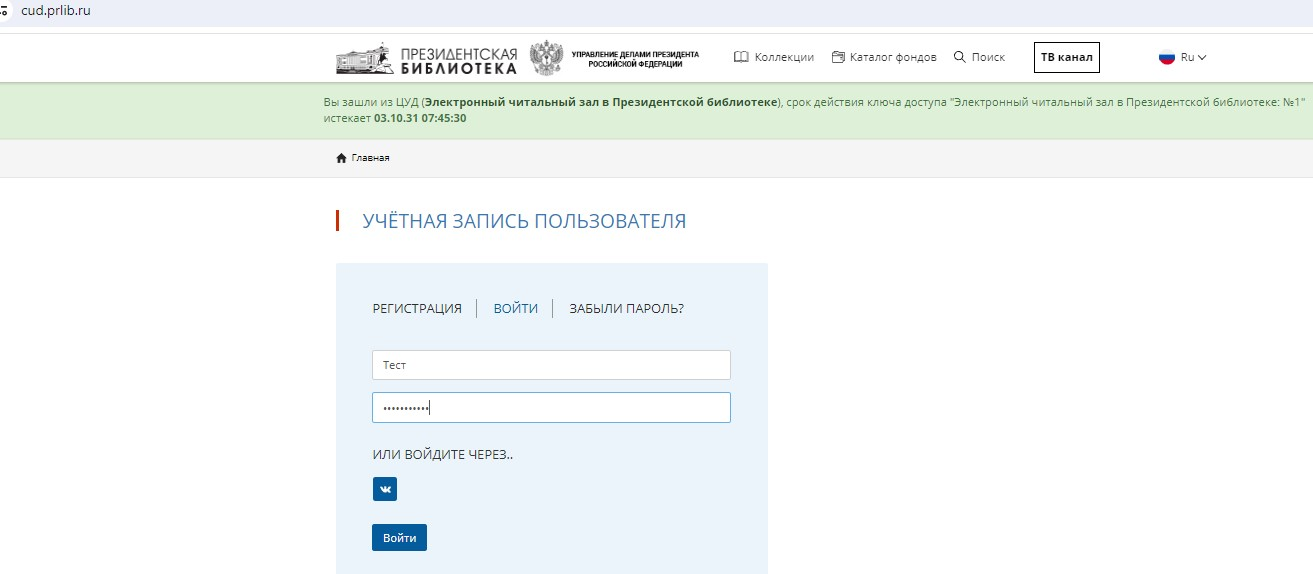 cud.prlib.ru
ПРЕЗИДЕНТСКАЯ
БИБЛИОТЕКА
УПРАВЛЕНИЕ ДЕЛАМИ ПРЕЗИДЕНТА
РОССИЙСКОЙ ФЕДЕРАЦИИ
Коллекции
Каталог фондов
Поиск
ТВ канал
Ru
Вы зашли из ЦУД (Электронный читальный зал в Президентской библиотеке), срок действия ключа доступа "Электронный читальный зал в Президентской библиотеке: №1"
истекает 03.10.31 07:45:30
Главная
УЧЁТНАЯ ЗАПИСЬ ПОЛЬЗОВАТЕЛЯ
РЕГИСТРАЦИЯ
ВОЙТИ
ЗАБЫЛИ ПАРОЛЬ?
Тест
•••••••••••
ИЛИ ВОЙДИТЕ ЧЕРЕЗ..
Войти